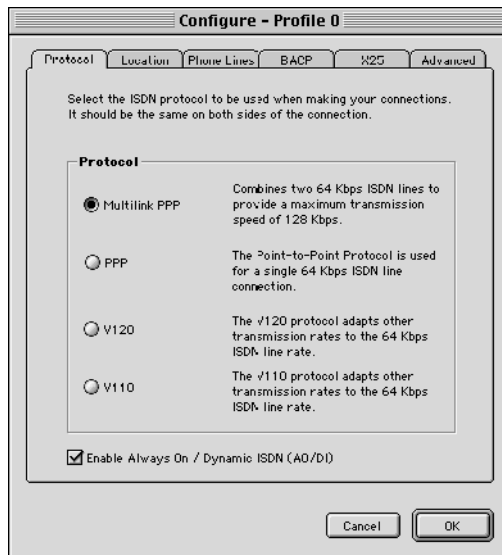 Configure - Profile 0
Protocol
Location
Phone Lines
BACP
X25
Advanced
Select the ISDN protocol to be used when making your connections.
It should be the same on both sides of the connection.
Protocol
Multilink PPP
Combines two 64 Kbps ISDN lines to
provide a maximum transmission
speed of 128 Kbps.
PPP
The Point-to-Point Protocol is used
for a single 64 Kbps ISDN line
connection.
V120
The V120 protocol adapts other
transmission rates to the 64 Kbps
ISDN line rate.
V110
The V110 protocol adapts other
transmission rates to the 64 Kbps
ISDN line rate.
Enable Always On / Dynamic ISDN (AO/DI)
Cancel
OK